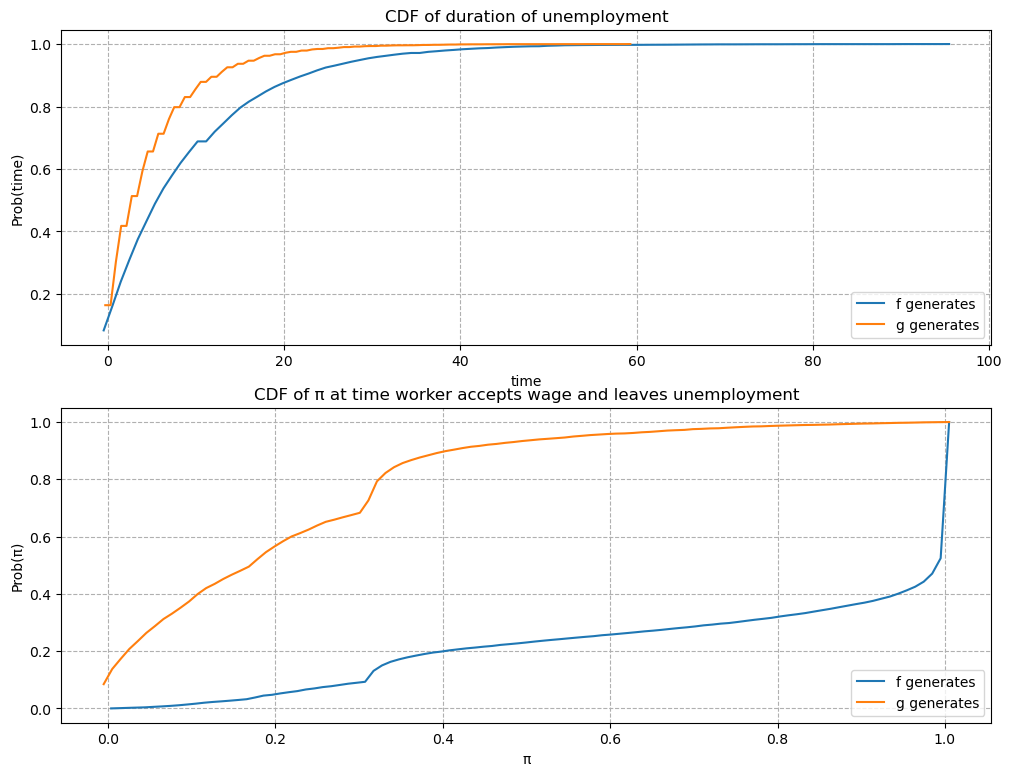 CDF of duration of unemployment
Prob(time)
1.0
0.8
0.6
0.4
0.2
0 20 40 60 80 100
time
f generates
g generates
CDF of π at time worker accepts wage and leaves unemployment
Prob(π)
1.0
0.8
0.6
0.4
0.2
0.0
0.0 0.2 0.4 0.6 0.8 1.0
π
f generates
g generates